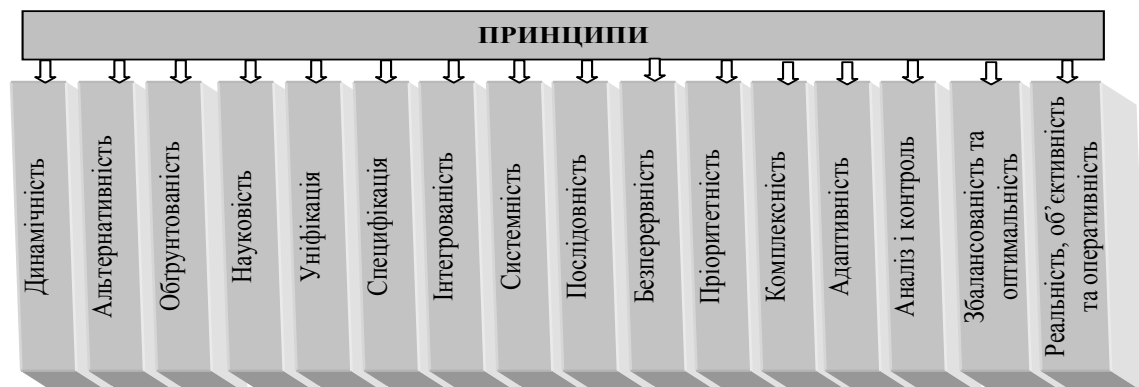 ПРИНЦИПИ
Динамічність
Альтернативність
Обґрунтованість
Науковість
Уніфікація
Специфікація
Інтегрованість
Системність
Послідовність
Безперервність
Пріоритетність
Комплексність
Адаптивність
Аналіз і контроль
Збалансованість та
оптимальність
Реальність, об’єктивність
та оперативність